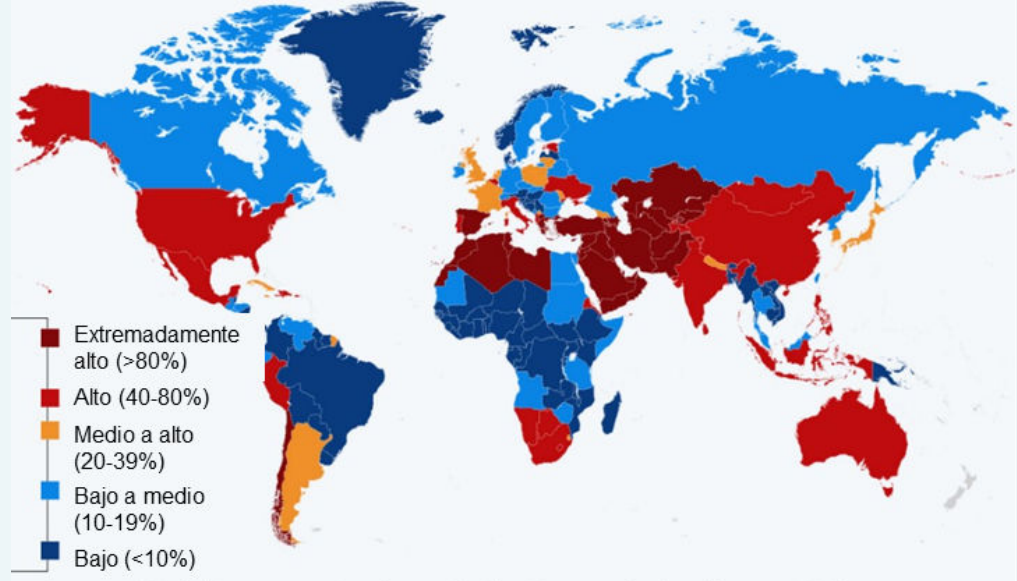 Extremadamente
alto (>80%)
Alto (40-80%)
Medio a alto
(20-39%)
Bajo a medio
(10-19%)
Bajo (<10%)